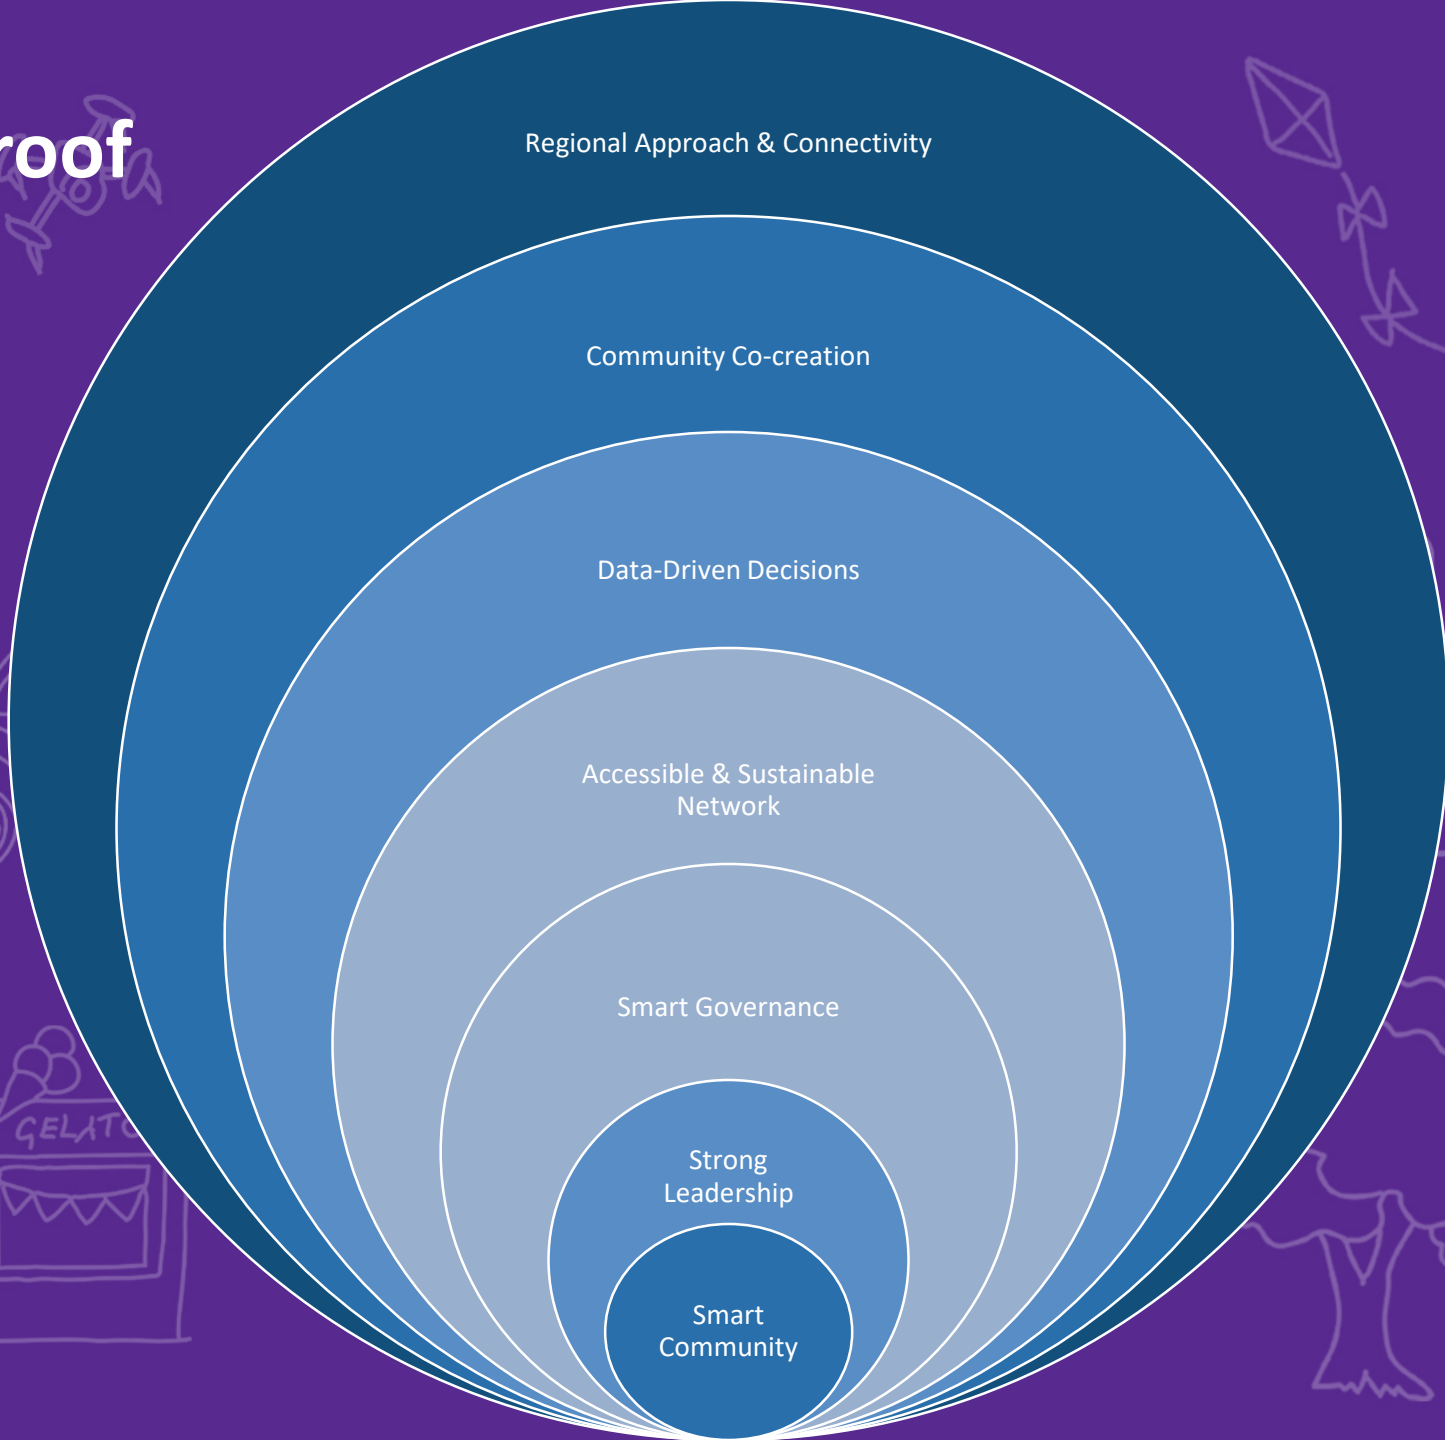 roof
Regional Approach & Connectivity
Community Co-creation
Data-Driven Decisions
Accessible & Sustainable
Network
Smart Governance
Strong
Leadership
Smart
Community
GELATO